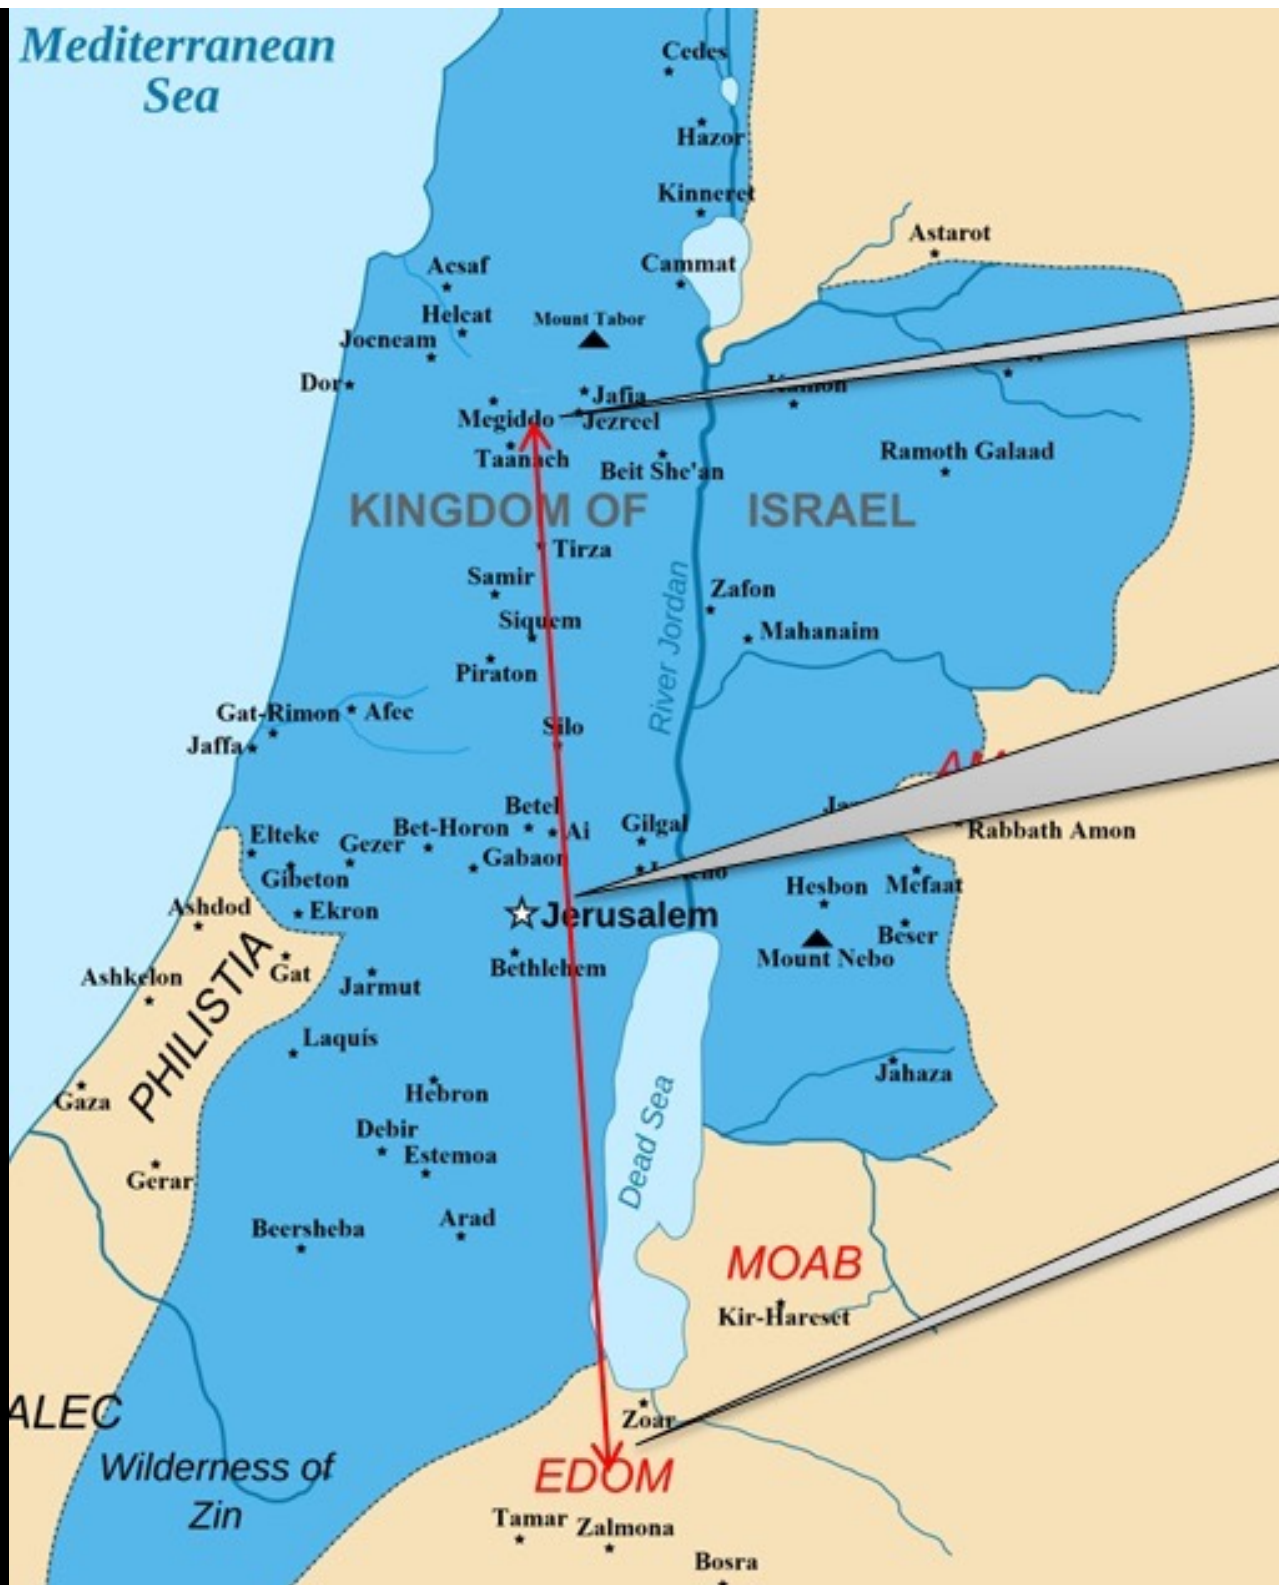 Mediterranean
Sea
Cedes
Hazor
Kinneret
Astarot
Acsaf
Cammat
Helcat
Mount Tabor
Jocneam
Dor
Jafia
Megiddo
Jezreel
Taanach
Beit She'an
Ramoth Galaad
KINGDOM OF ISRAEL
Tirza
Samir
Zafon
Siquem
Mahanaim
River Jordan
Piraton
Gat-Rimon
Afec
Silo
Jaffa
Betel
Elteke
Bet-Horon
Ai
Gilgal
Rabbath Amon
Gezer
Gabaon
Gibeton
Hesbon
Mefaat
Ashdod
Ekron
Jerusalem
Beser
Mount Nebo
Bethlehem
Gat
Ashkelon
Jarmut
PHILISTIA
Laquís
Jahaza
Hebron
Gaza
Dead Sea
Debir
Estemoa
Gerar
Arad
Beersheba
MOAB
Kir-Hareset
ALEC
Zoar
Wilderness of
Zin
EDOM
Tamar
Zalmona
Bosra